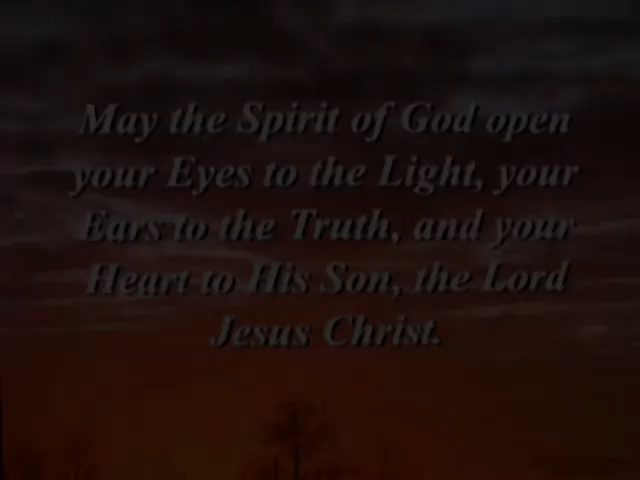 May the Spirit of God open
your Eyes to the Light, your
Ears to the Truth, and your
Heart to His Son, the Lord
Jesus Christ.